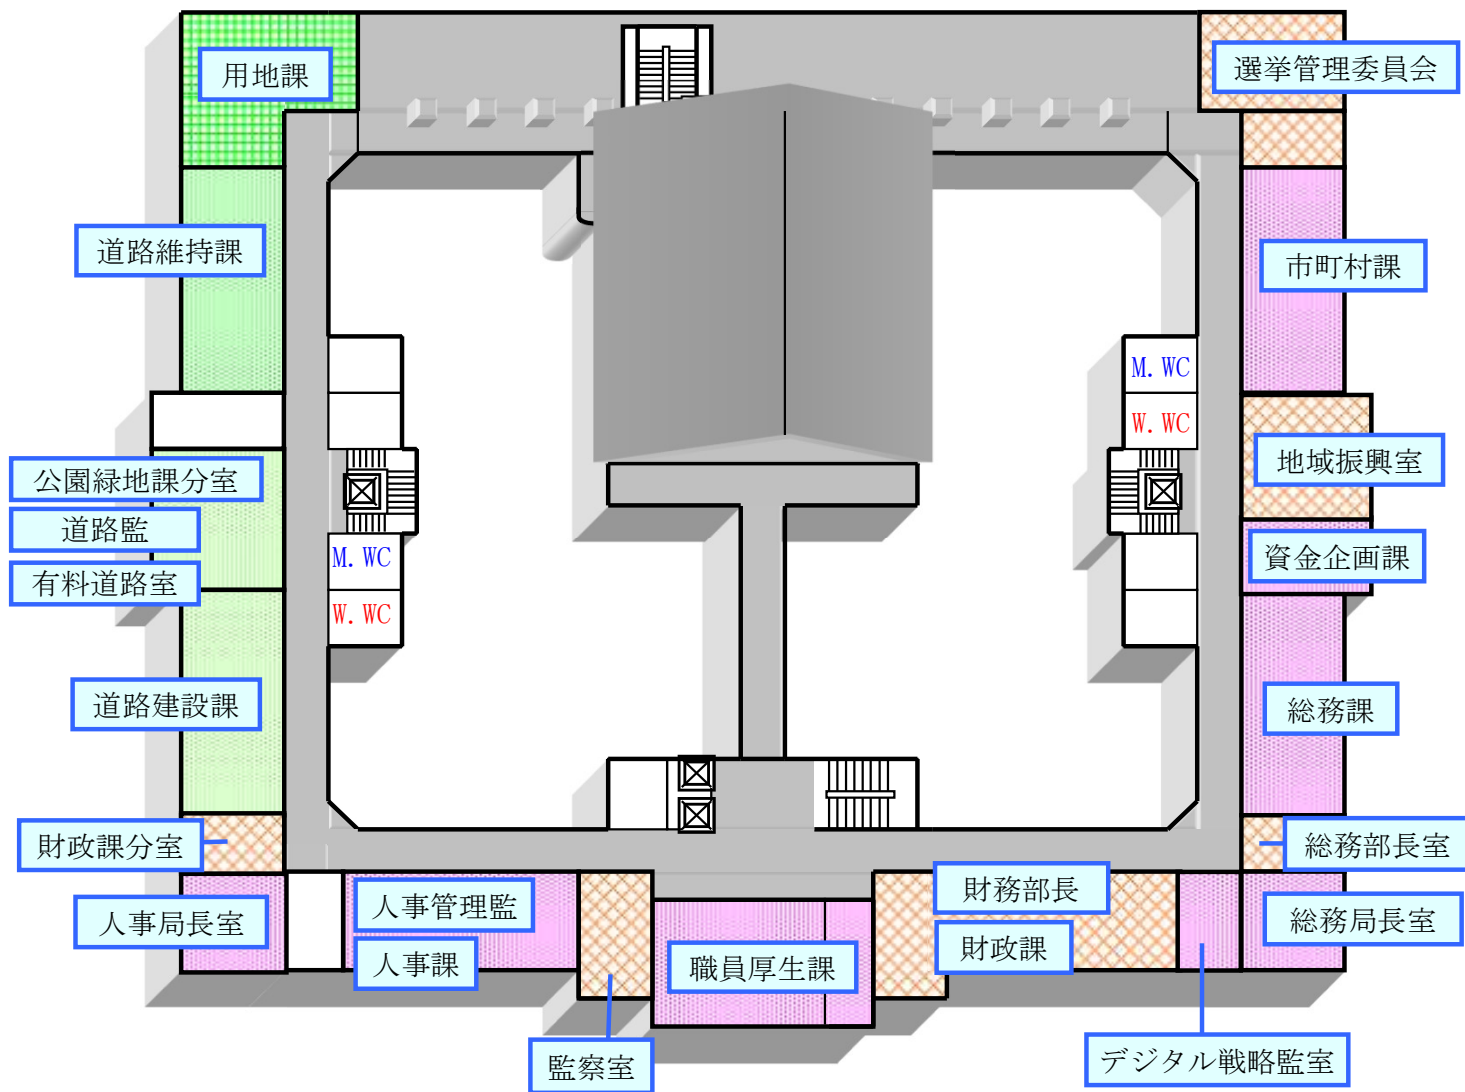 用地課
選挙管理委員会
道路維持課
市町村課
M. WC
W. WC
公園緑地課分室
地域振興室
道路監
資金企画課
有料道路室
M. WC
W. WC
道路建設課
総務課
財政課分室
総務部長室
人事局長室
人事管理監
財務部長
総務局長室
人事課
職員厚生課
財政課
監察室
デジタル戦略監室